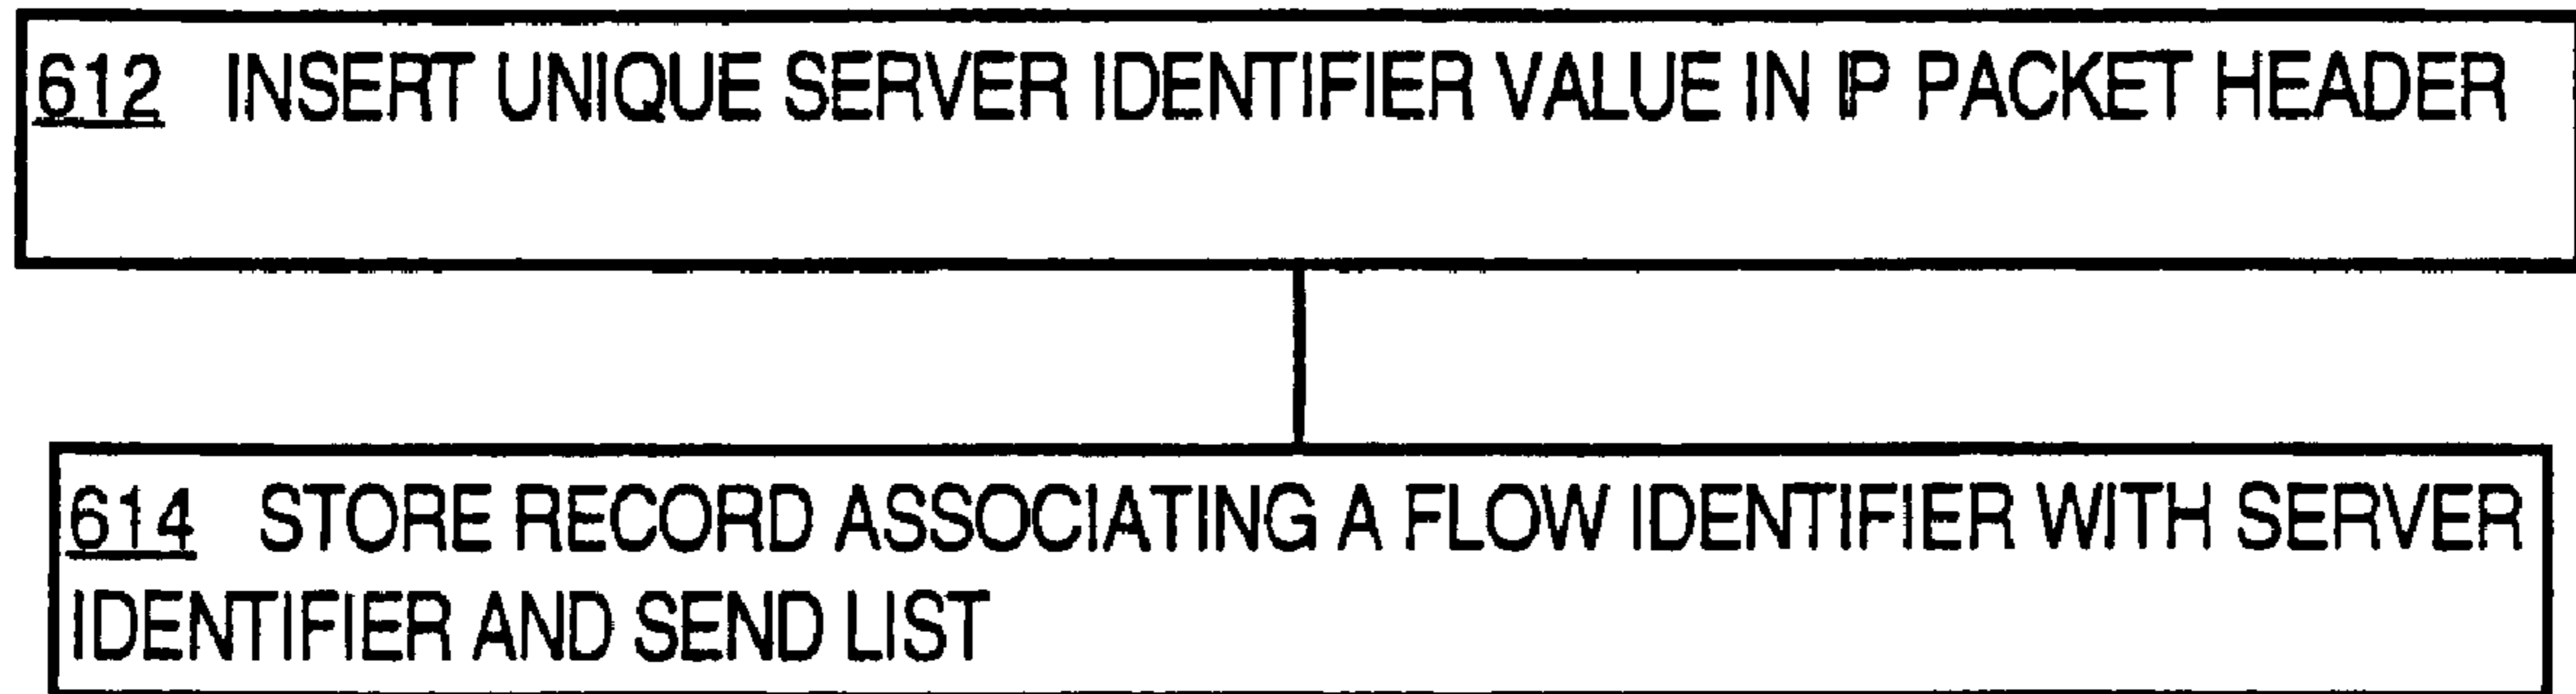 612 INSERT UNIQUE SERVER IDENTIFIER VALUE IN IP PACKET HEADER
614 STORE RECORD ASSOCIATING A FLOW IDENTIFIER WITH SERVER
IDENTIFIER AND SEND LIST